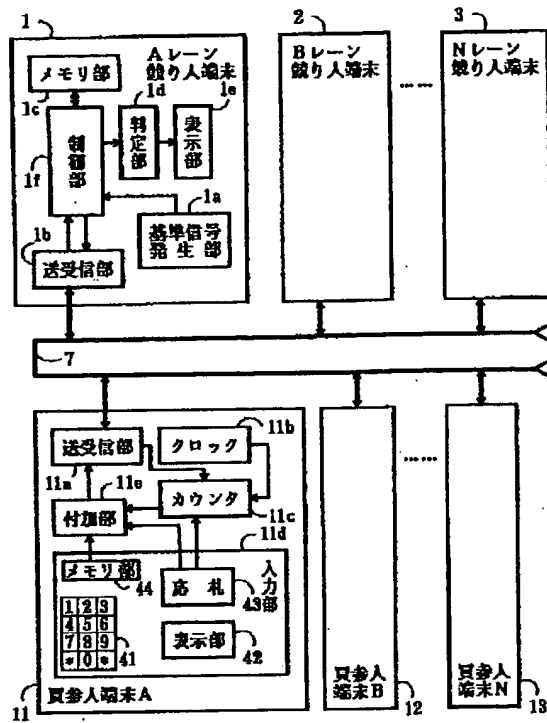 1
2
3
Aレーン
競り人端末
Bレーン
競り人端末
Nレーン
競り人端末
メモリ部
1c
1d
1e
制御部
判定部
表示部
1f
1a
基準信号
発生部
1b
送受信部
……
7
送受信部
クロック
11b
11a
11e
カウンタ
11c
付加部
11d
メモリ部
44
応札
43
入力部
1 2 3
4 5 6
7 8 9
* 0 *
41
表示部
42
11
買参人端末A
……
買参人
端末B
12
買参人
端末N
13